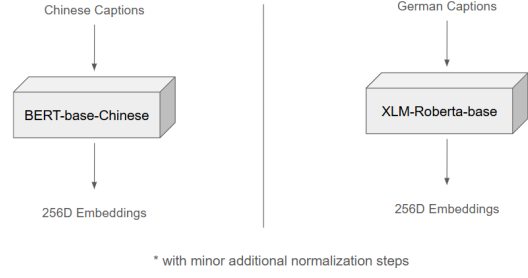 Chinese Captions
BERT-base-Chinese
256D Embeddings
German Captions
XLM-Roberta-base
256D Embeddings
* with minor additional normalization steps